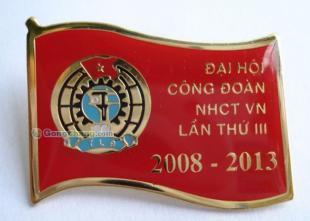 ĐẠI HỘI
CÔNG ĐOÀN
NHCT VN
LẦN THỨ III
2008 - 2013